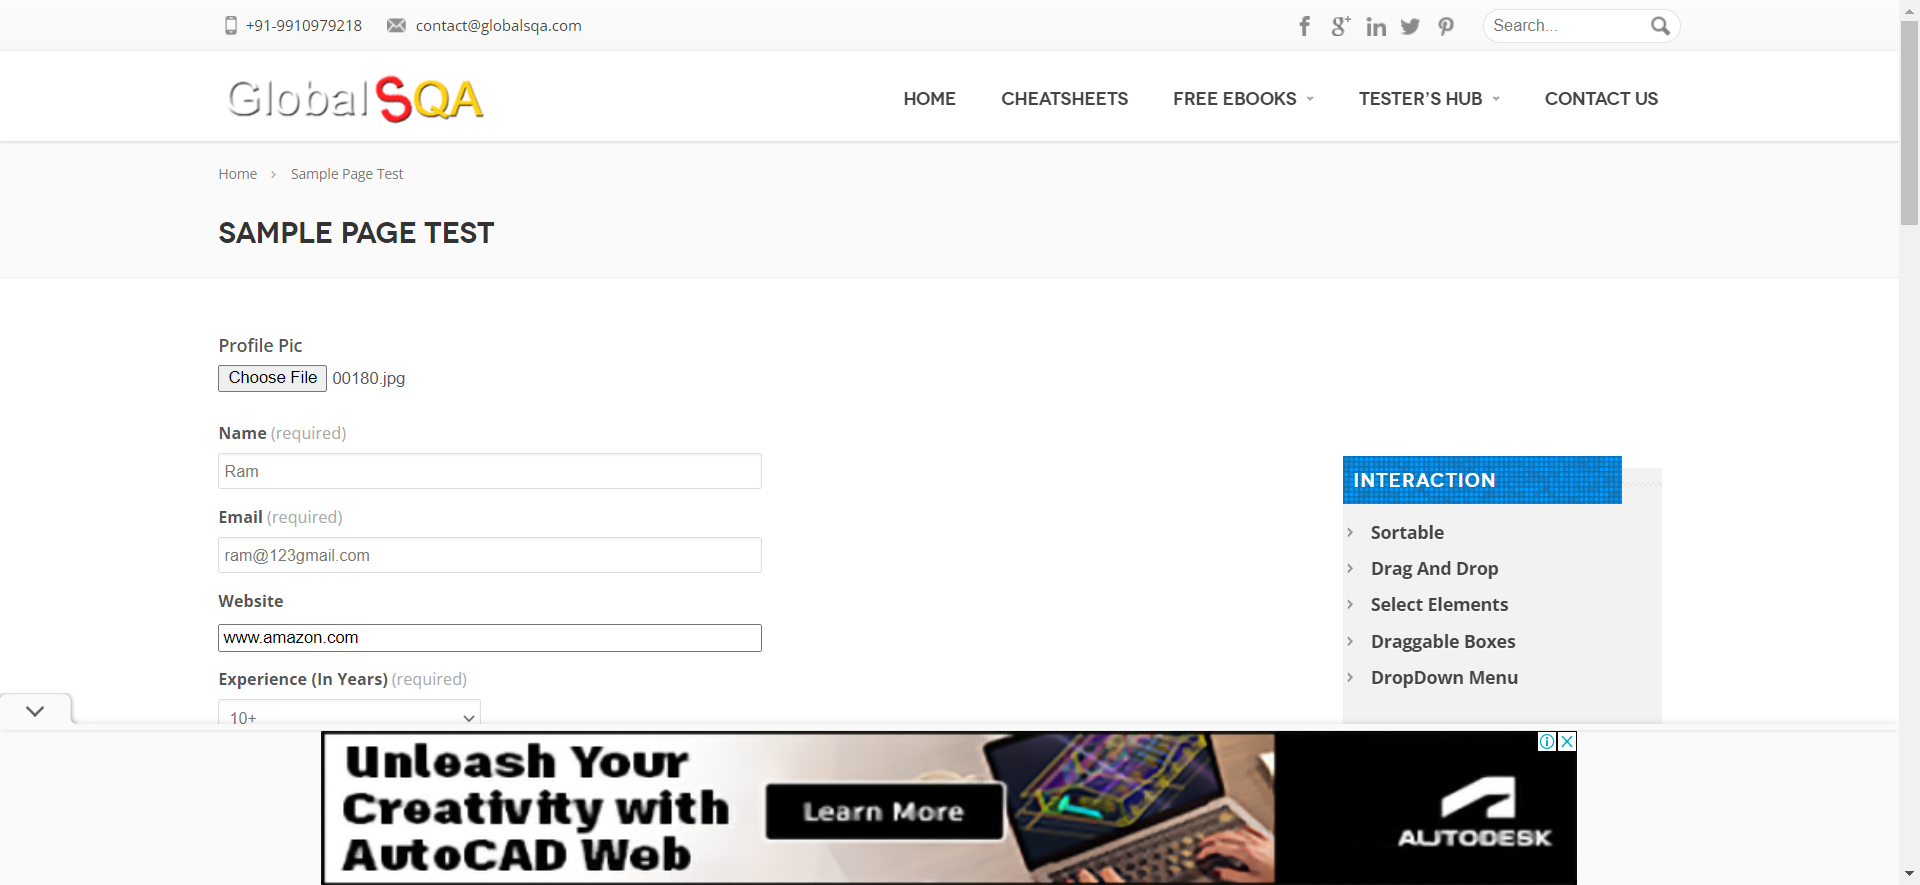 +91-9910979218 contact@globalsqa.com Search...
GlobalSQA HOME CHEATSHEETS FREE EBOOKS TESTER'S HUB CONTACT US
Home › Sample Page Test
SAMPLE PAGE TEST
Profile Pic
Choose File 00180.jpg
Name (required)
Ram
Email (required)
ram@123gmail.com
Website
www.amazon.com
Experience (In Years) (required)
10+
INTERACTION
Sortable
Drag And Drop
Select Elements
Draggable Boxes
DropDown Menu
Unleash Your
Creativity with
AutoCAD Web
Learn More
AUTODESK